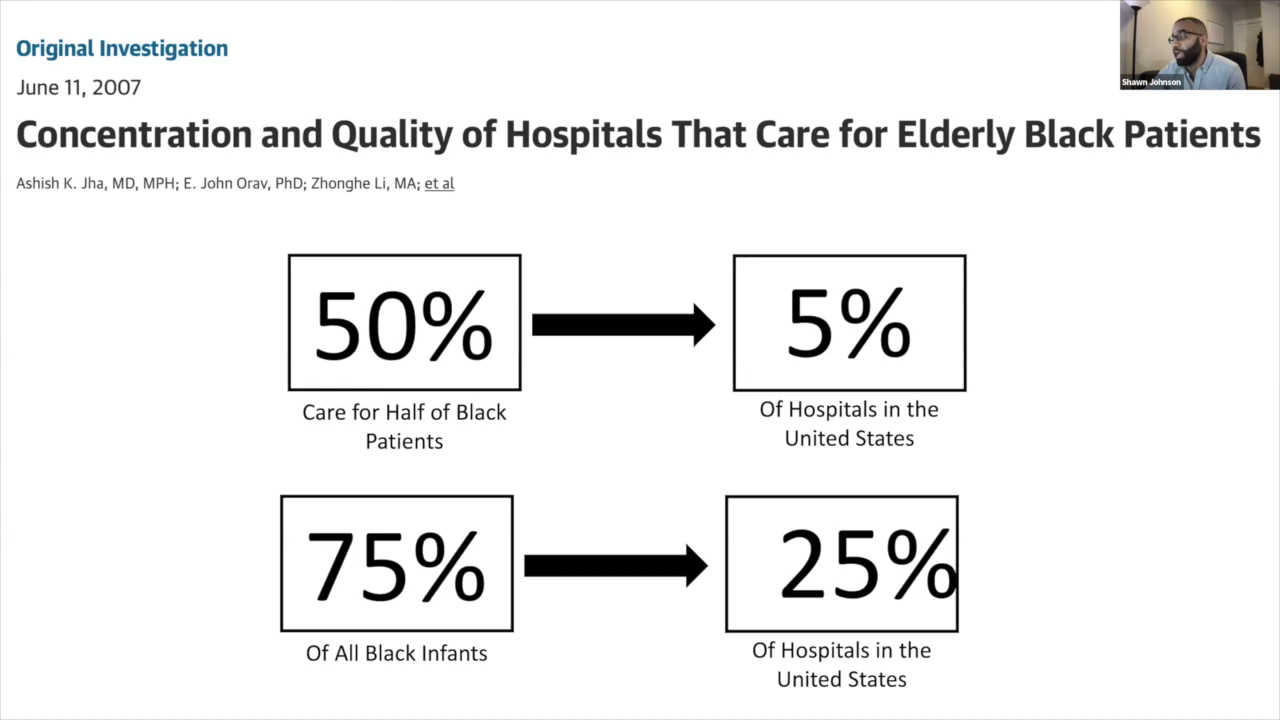 Original Investigation
June 11, 2007
Concentration and Quality of Hospitals That Care for Elderly Black Patients
Ashish K. Jha, MD, MPH; E. John Orav, PhD; Zhonghe Li, MA; et al
Shawn Johnson
50%
5%
Care for Half of Black
Patients
Of Hospitals in the
United States
75%
25%
Of All Black Infants
Of Hospitals in the
United States